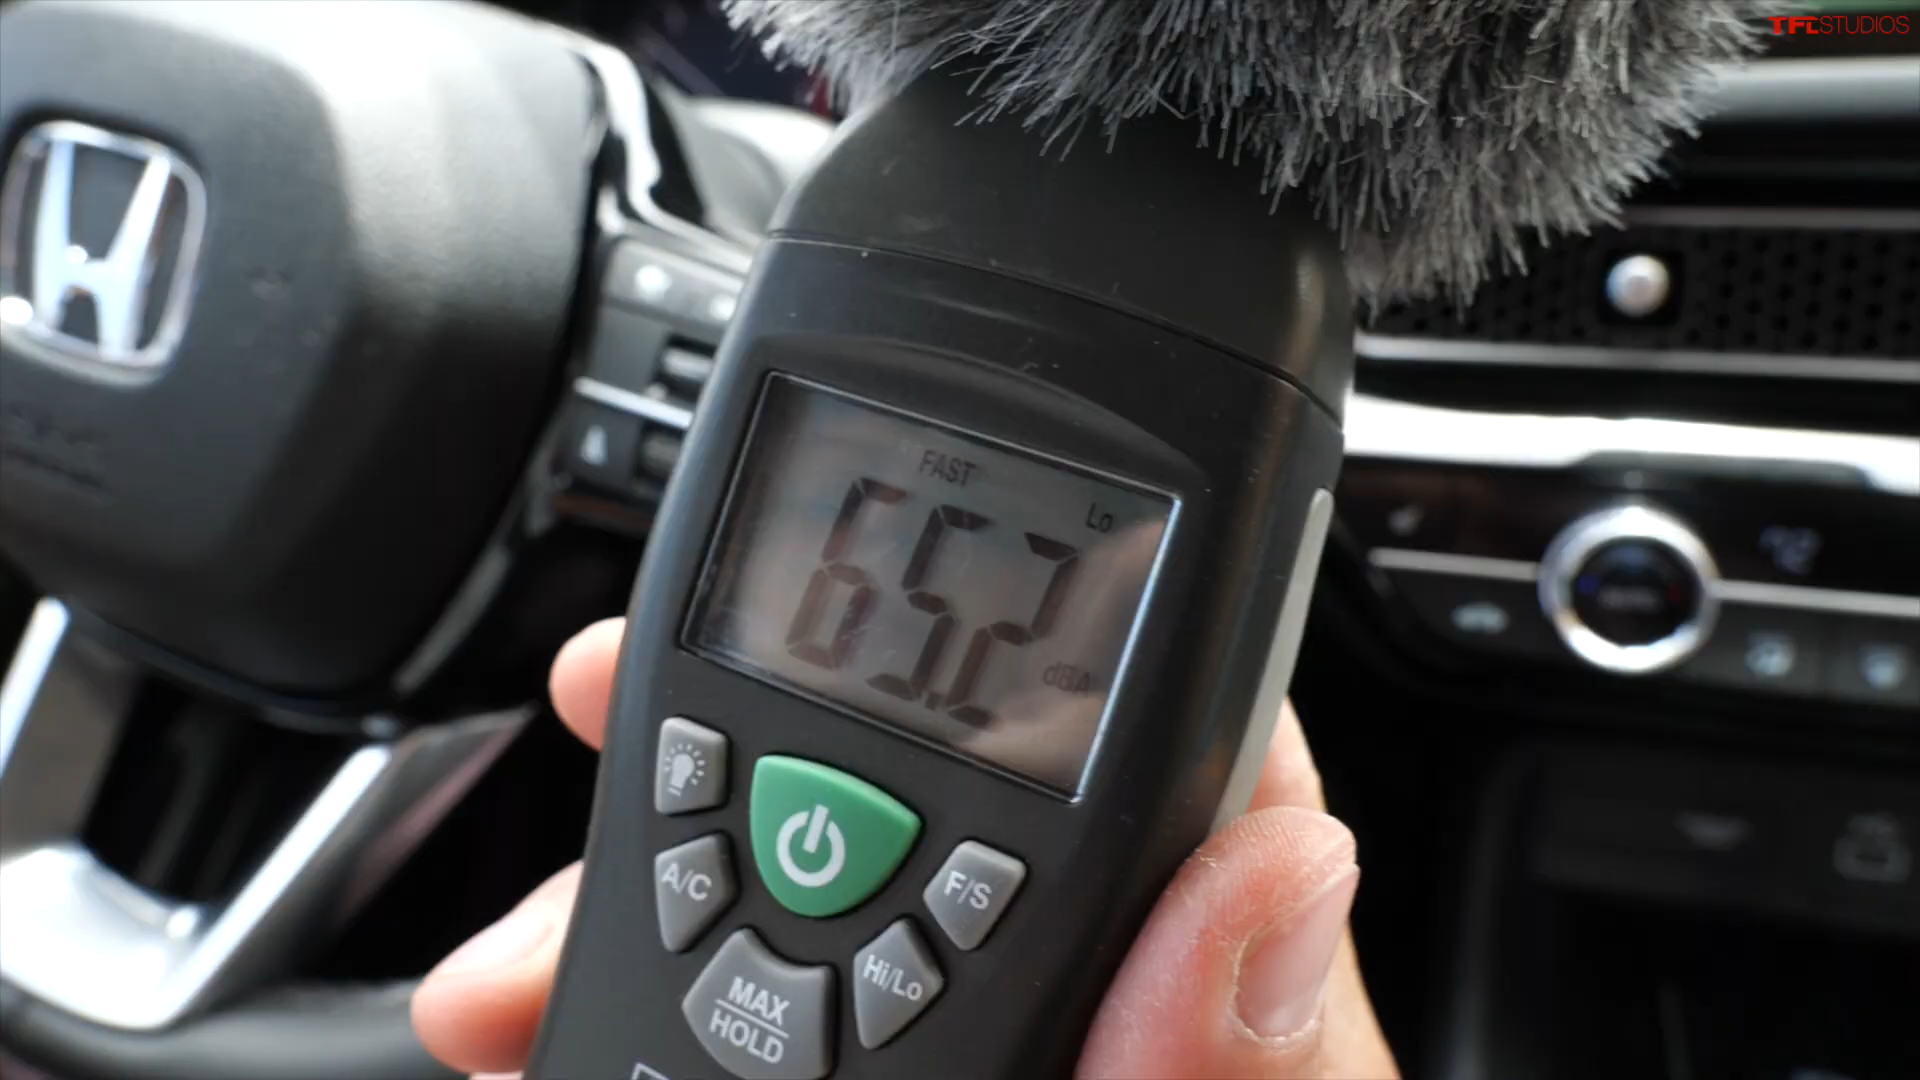 TFLSTUDIOS
FAST
Lo
65.2
dBA
A/C
F/S
Hi/Lo
MAX
HOLD